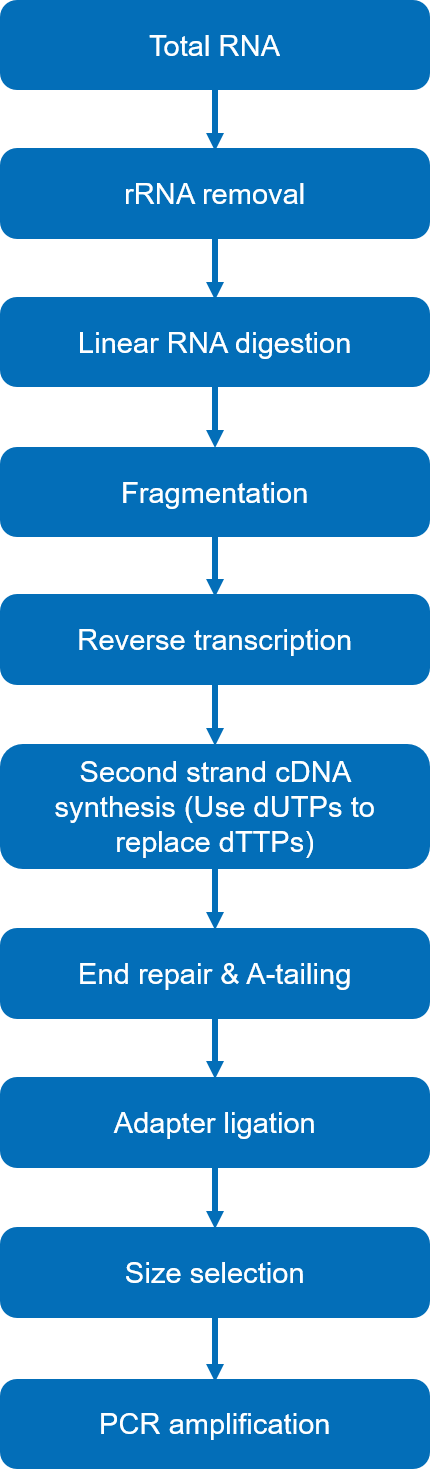 Total RNA
rRNA removal
Linear RNA digestion
Fragmentation
Reverse transcription
Second strand cDNA
synthesis (Use dUTPs to
replace dTTPs)
End repair & A-tailing
Adapter ligation
Size selection
PCR amplification